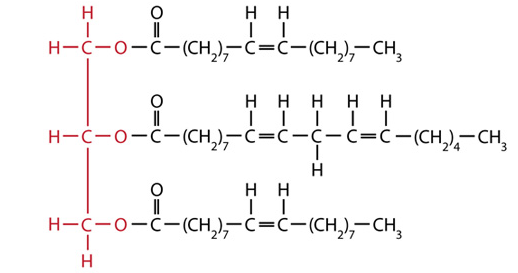 H O H H
H–C–O–C–(CH₂)₇–C=C–(CH₂)₇–CH₃
O H H H H H
H–C–O–C–(CH₂)₇–C=C–C–C=C–(CH₂)₄–CH₃
H
O H H
H–C–O–C–(CH₂)₇–C=C–(CH₂)₇–CH₃
H